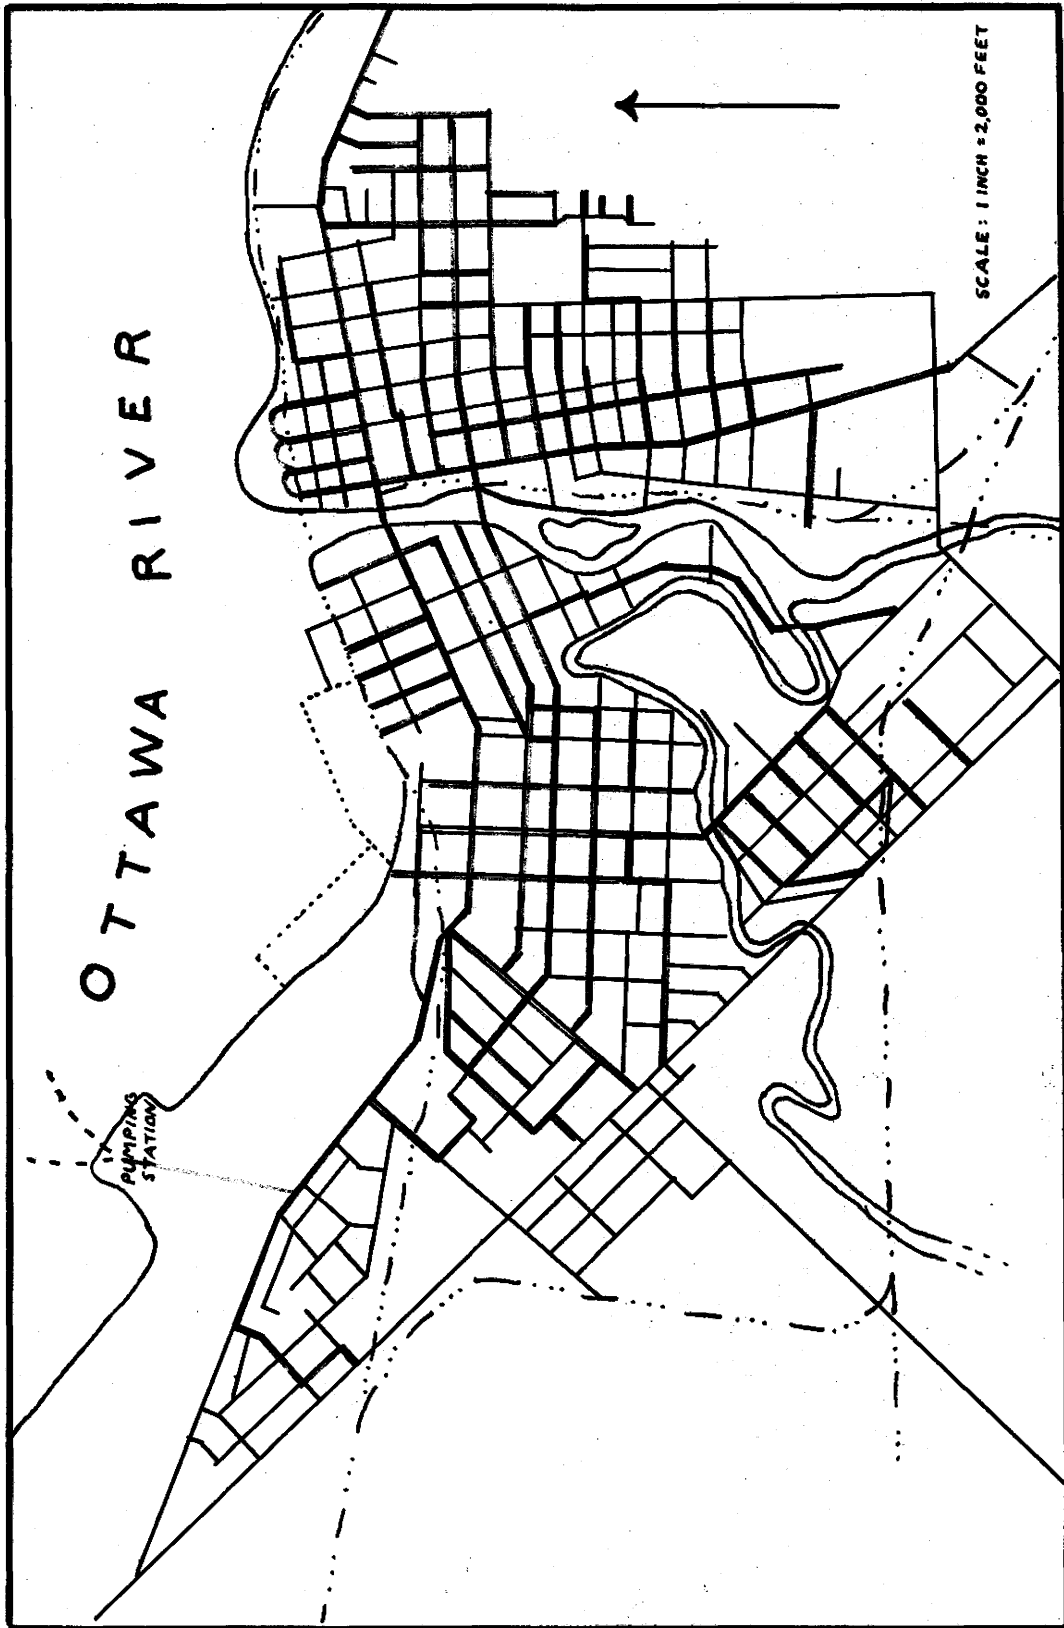 OTTAWA RIVER
PUMPING
STATION
SCALE : 1 INCH = 2,000 FEET